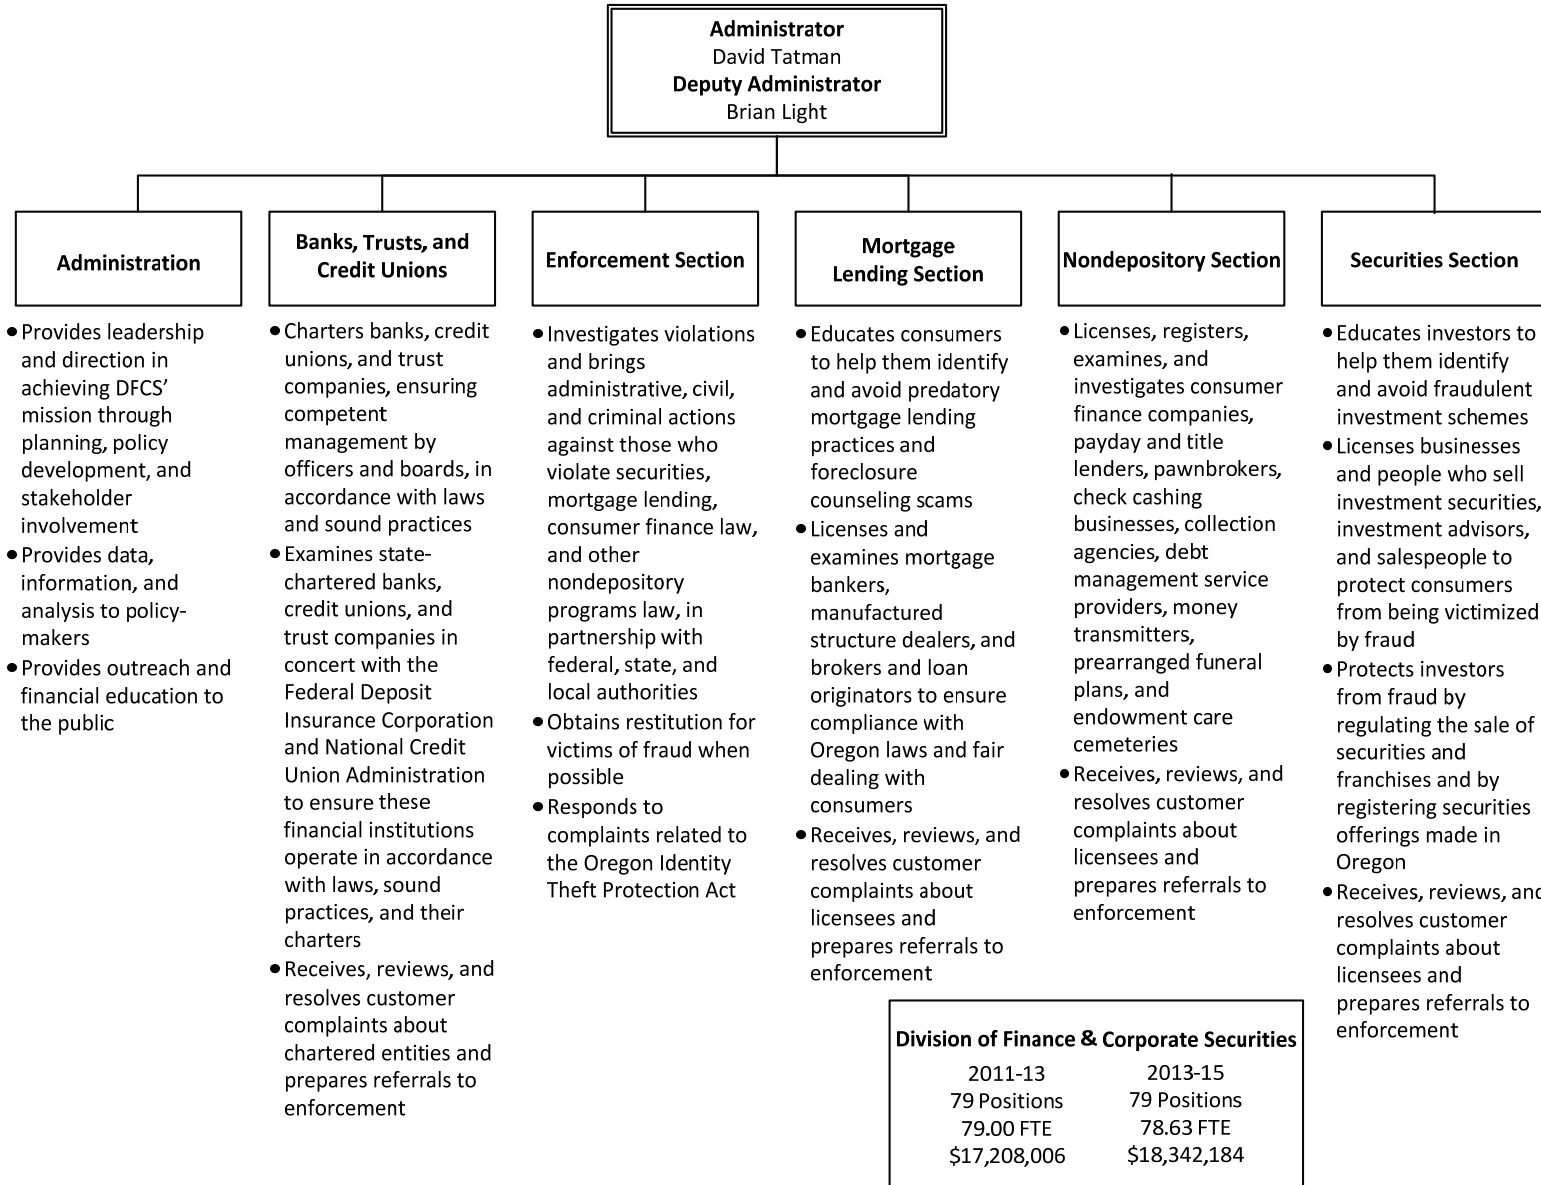 Administrator
David Tatman
Deputy Administrator
Brian Light
Administration
• Provides leadership
and direction in
achieving DFCS’
mission through
planning, policy
development, and
stakeholder
involvement
• Provides data,
information, and
analysis to policy-
makers
• Provides outreach and
financial education to
the public
Banks, Trusts, and
Credit Unions
• Charters banks, credit
unions, and trust
companies, ensuring
competent
management by
officers and boards, in
accordance with laws
and sound practices
• Examines state-
chartered banks,
credit unions, and
trust companies in
concert with the
Federal Deposit
Insurance Corporation
and National Credit
Union Administration
to ensure these
financial institutions
operate in accordance
with laws, sound
practices, and their
charters
• Receives, reviews, and
resolves customer
complaints about
chartered entities and
prepares referrals to
enforcement
Enforcement Section
• Investigates violations
and brings
administrative, civil,
and criminal actions
against those who
violate securities,
mortgage lending,
consumer finance law,
and other
nondepository
programs law, in
partnership with
federal, state, and
local authorities
• Obtains restitution for
victims of fraud when
possible
• Responds to
complaints related to
the Oregon Identity
Theft Protection Act
Mortgage
Lending Section
• Educates consumers
to help them identify
and avoid predatory
mortgage lending
practices and
foreclosure
counseling scams
• Licenses and
examines mortgage
bankers,
manufactured
structure dealers, and
brokers and loan
originators to ensure
compliance with
Oregon laws and fair
dealing with
consumers
• Receives, reviews, and
resolves customer
complaints about
licensees and
prepares referrals to
enforcement
Nondepository Section
• Licenses, registers,
examines, and
investigates consumer
finance companies,
payday and title
lenders, pawnbrokers,
check cashing
businesses, collection
agencies, debt
management service
providers, money
transmitters,
prearranged funeral
plans, and
endowment care
cemeteries
• Receives, reviews, and
resolves customer
complaints about
licensees and
prepares referrals to
enforcement
Securities Section
• Educates investors to
help them identify
and avoid fraudulent
investment schemes
• Licenses businesses
and people who sell
investment securities,
investment advisors,
and salespeople to
protect consumers
from being victimized
by fraud
• Protects investors
from fraud by
regulating the sale of
securities and
franchises and by
registering securities
offerings made in
Oregon
• Receives, reviews, and
resolves customer
complaints about
licensees and
prepares referrals to
enforcement
Division of Finance & Corporate Securities
2011-13 2013-15
79 Positions 79 Positions
79.00 FTE 78.63 FTE
$17,208,006 $18,342,184